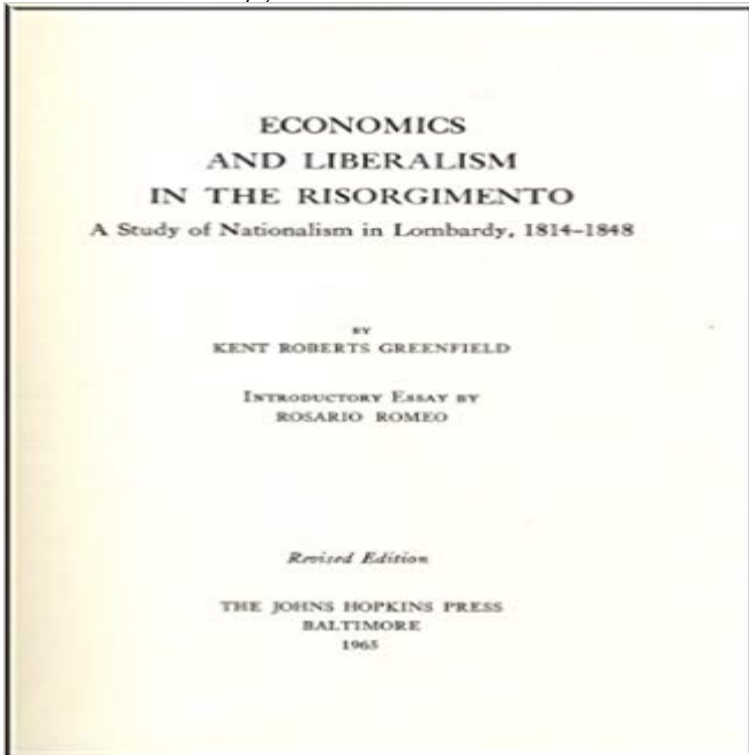 ECONOMICS
AND LIBERALISM
IN THE RISORGIMENTO
A Study of Nationalism in Lombardy, 1814–1848
BY
KENT ROBERTS GREENFIELD
INTRODUCTORY ESSAY BY
ROSARIO ROMEO
Revised Edition
THE JOHNS HOPKINS PRESS
BALTIMORE
1965